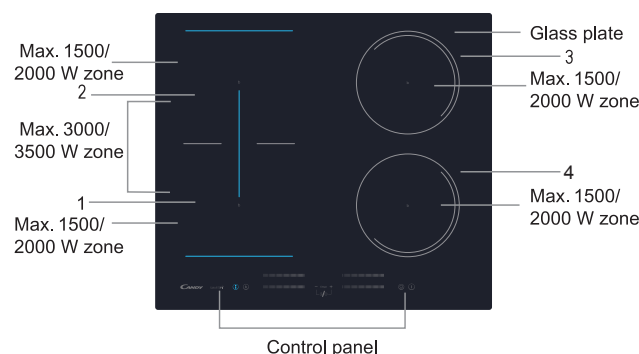 Max. 1500/
2000 W zone
2
Max. 3000/
3500 W zone
1
Max. 1500/
2000 W zone
Glass plate
3
Max. 1500/
2000 W zone
4
Max. 1500/
2000 W zone
CANDY
Control panel